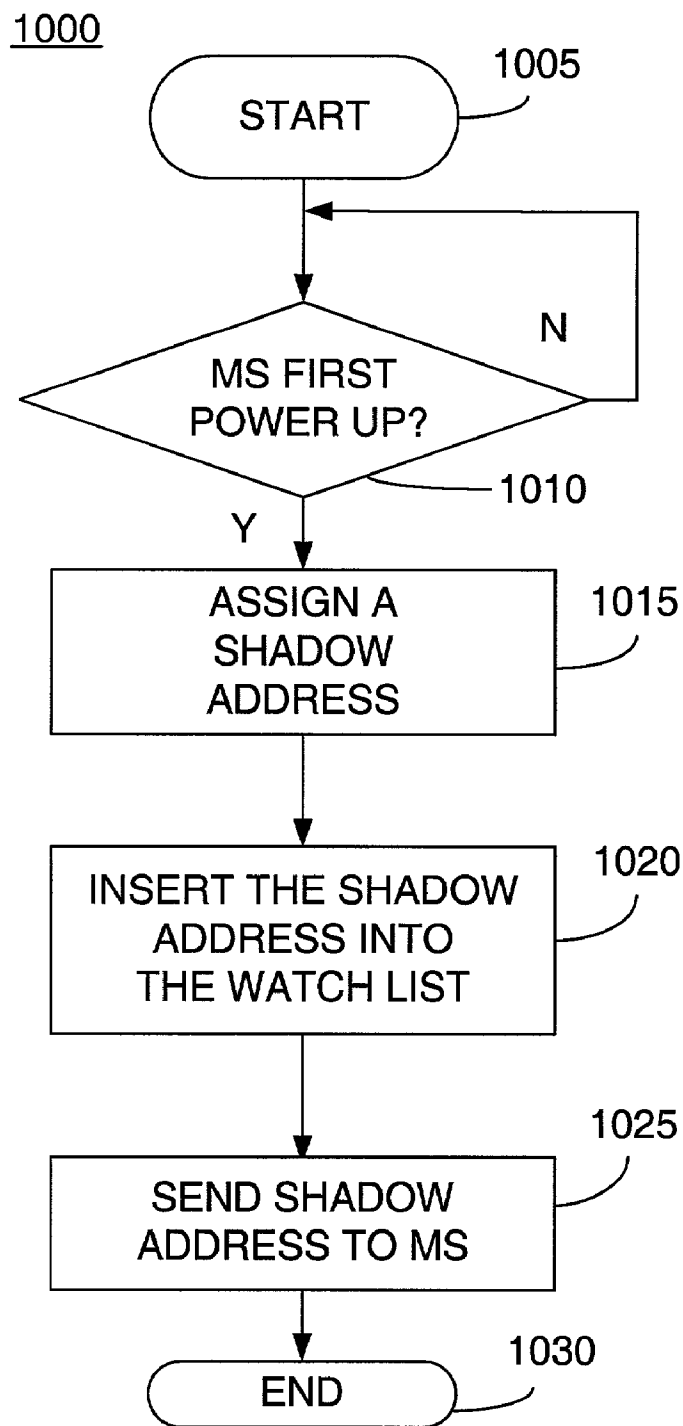 1000
START
1005
MS FIRST
POWER UP?
N
1010
Y
ASSIGN A
SHADOW
ADDRESS
1015
INSERT THE SHADOW
ADDRESS INTO
THE WATCH LIST
1020
SEND SHADOW
ADDRESS TO MS
1025
END
1030